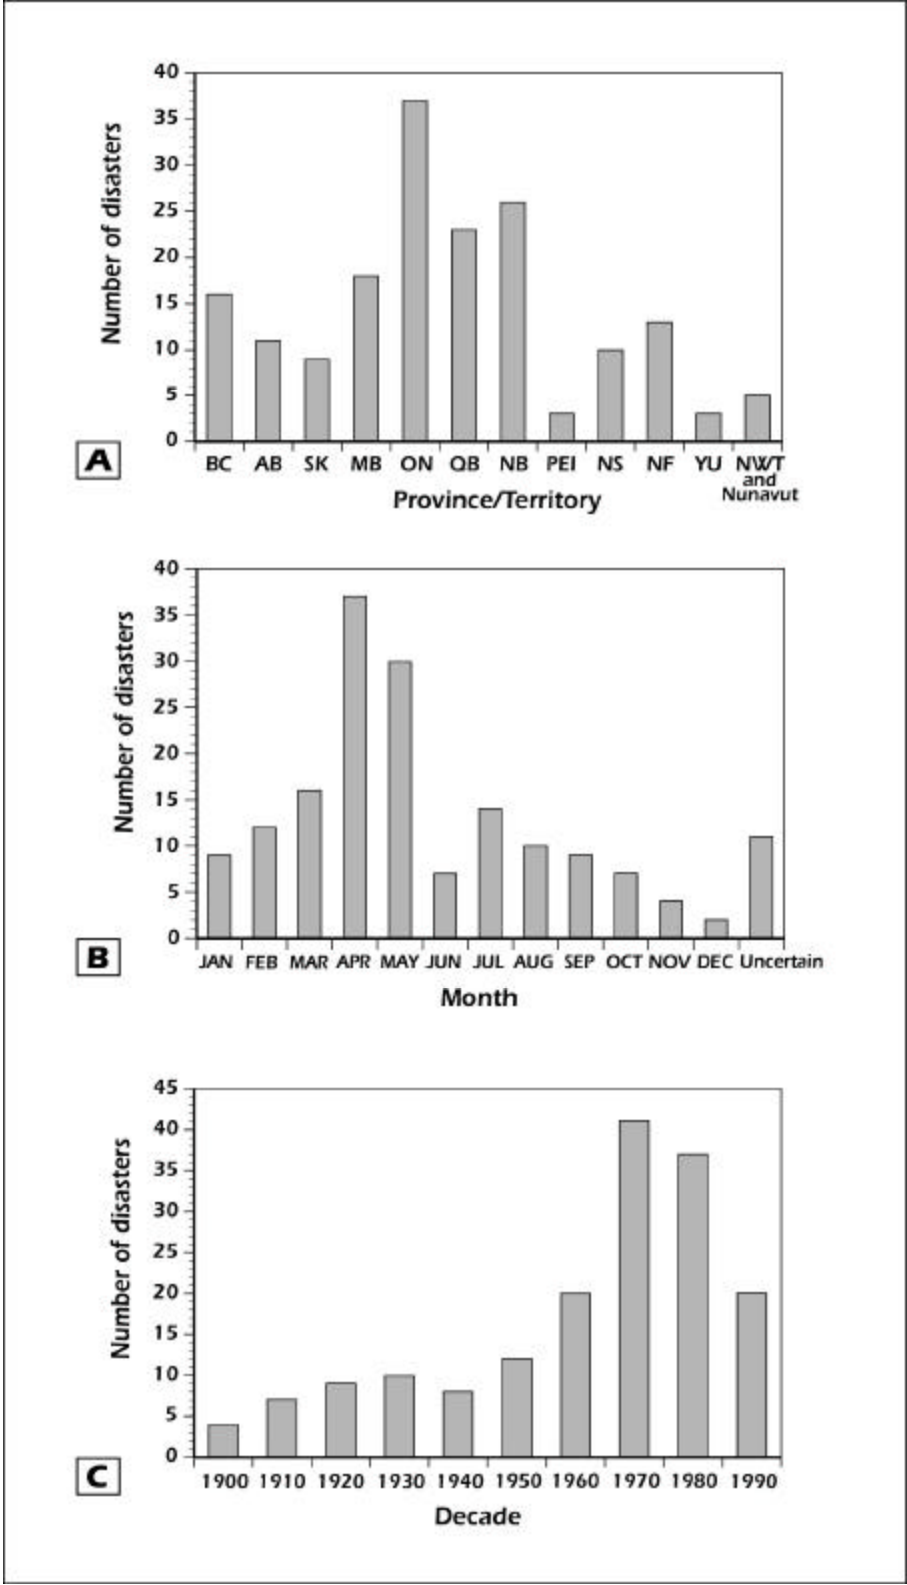 40
35
30
25
20
15
10
5
0
Number of disasters
A
BC AB SK MB ON QB NB PEI NS NF YU NWT
and
Nunavut
Province/Territory
40
35
30
25
20
15
10
5
0
Number of disasters
B
JAN FEB MAR APR MAY JUN JUL AUG SEP OCT NOV DEC Uncertain
Month
45
40
35
30
25
20
15
10
5
0
Number of disasters
C
1900 1910 1920 1930 1940 1950 1960 1970 1980 1990
Decade